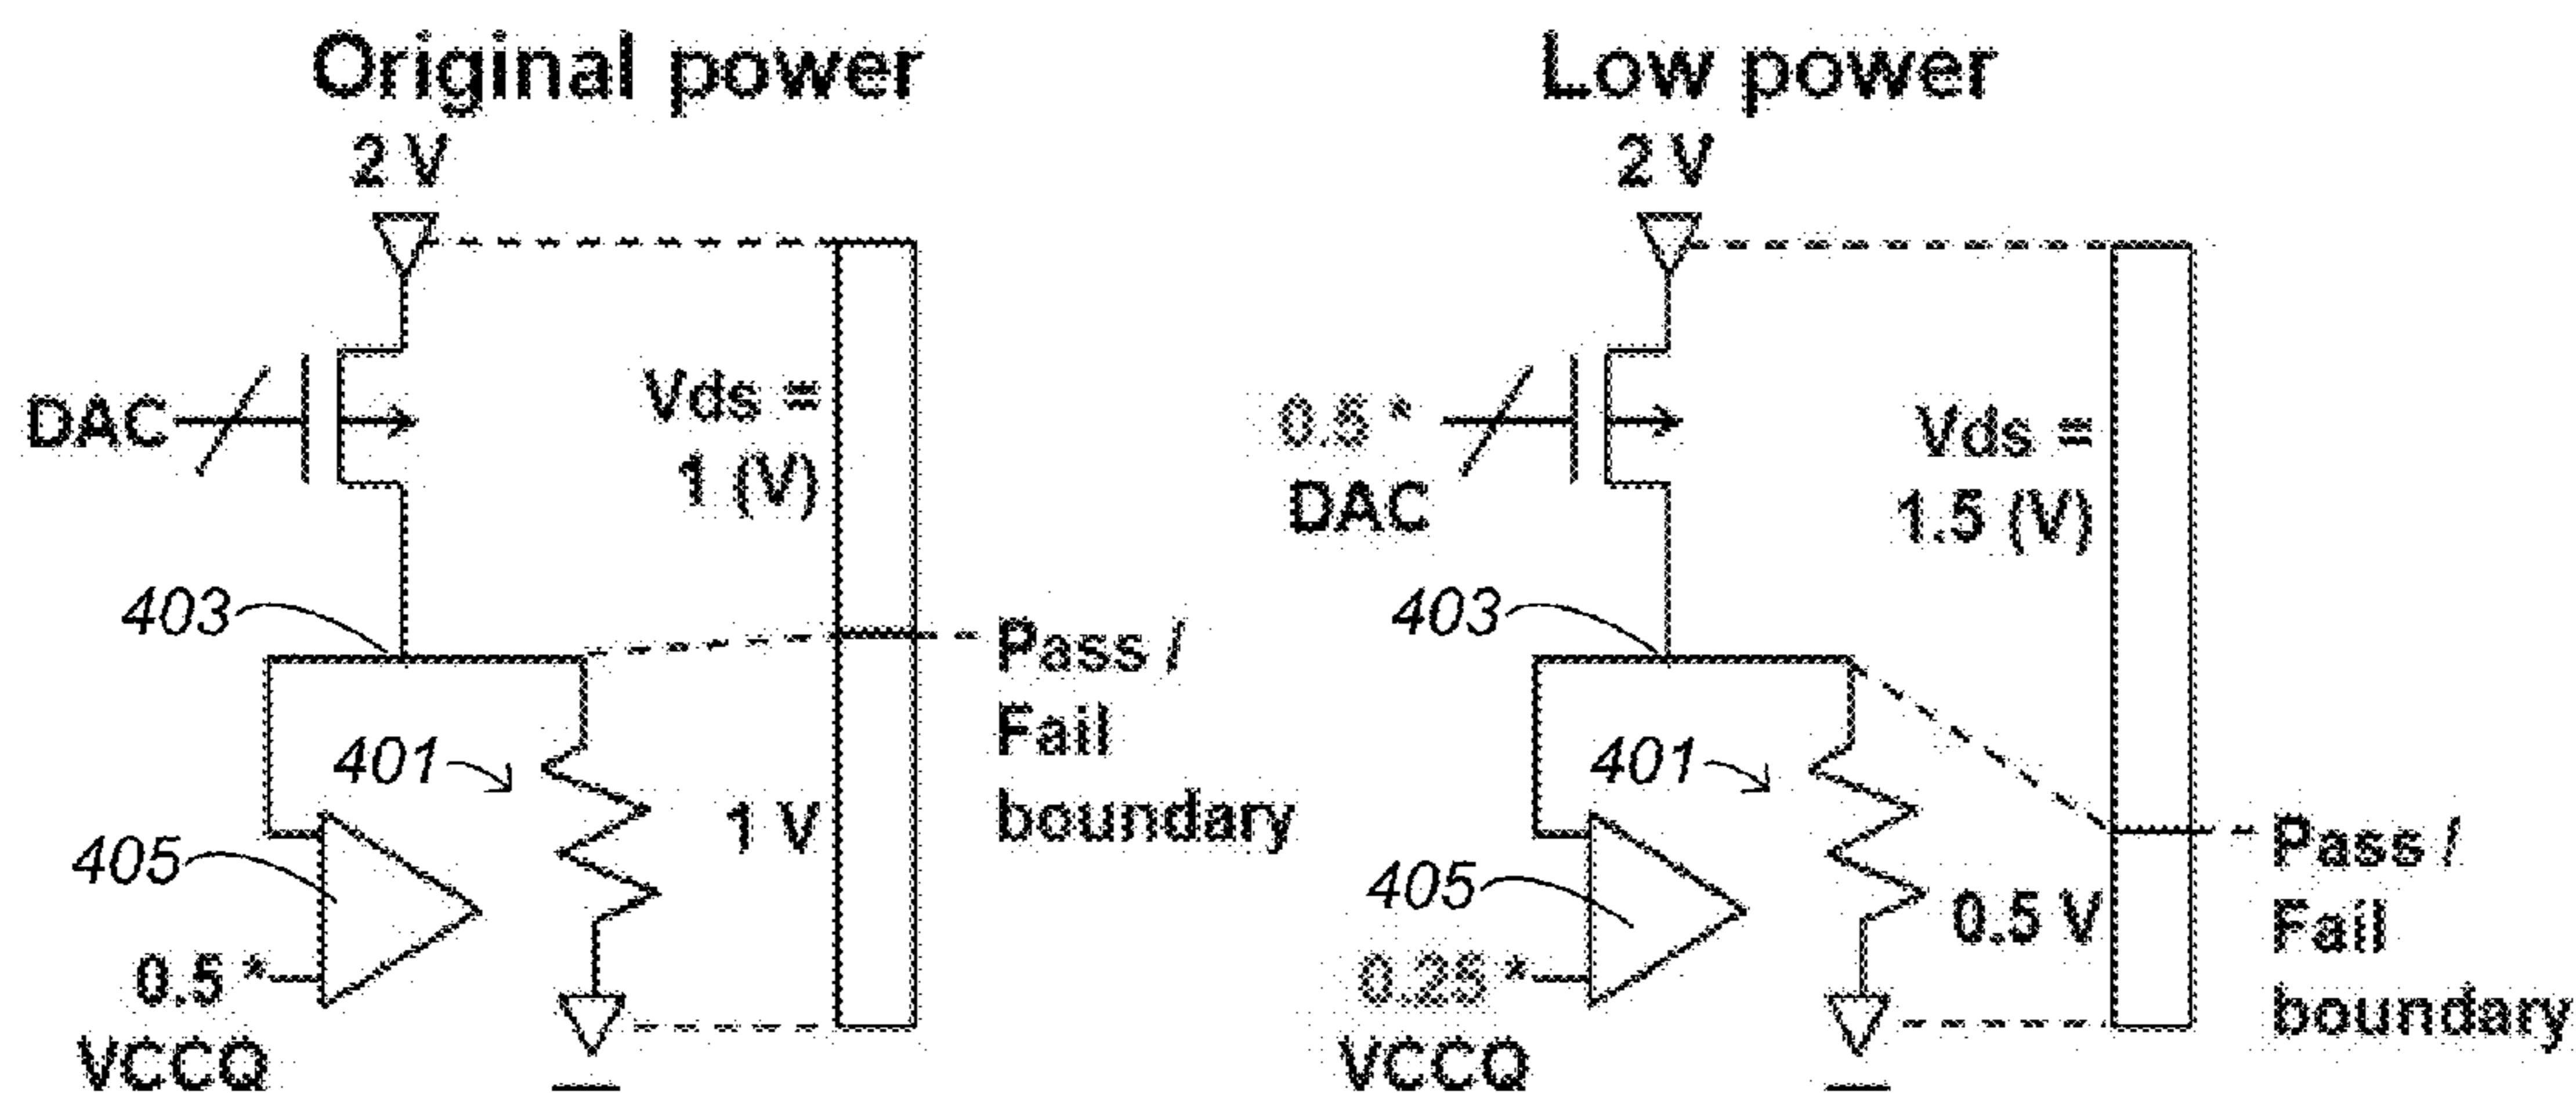 Original power
2 V
DAC
Vds =
1 (V)
403
Pass /
Fail
boundary
401
1 V
405
0.5 *
VCCQ
Low power
2 V
0.5 *
DAC
Vds =
1.5 (V)
403
401
405
0.5 V
Pass /
Fail
boundary
0.25 *
VCCQ